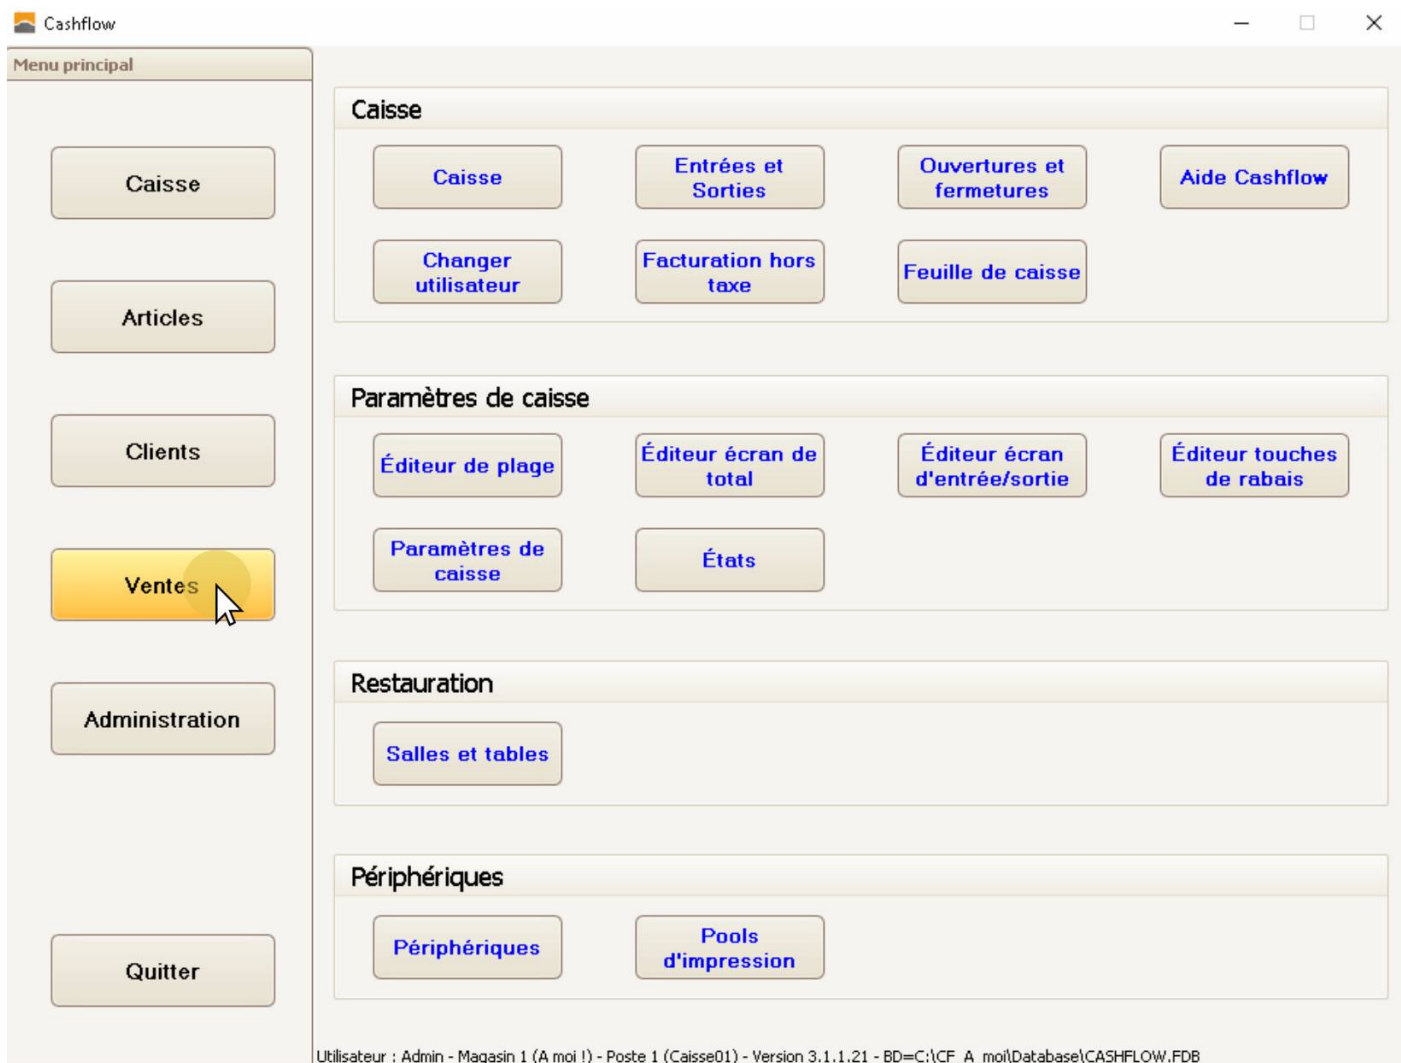 Cashflow
Menu principal
Caisse
Articles
Clients
Ventes
Administration
Quitter
Caisse
Caisse
Entrées et
Sorties
Ouvertures et
fermetures
Aide Cashflow
Changer
utilisateur
Facturation hors
taxe
Feuille de caisse
Paramètres de caisse
Éditeur de plage
Éditeur écran de
total
Éditeur écran
d'entrée/sortie
Éditeur touches
de rabais
Paramètres de
caisse
États
Restauration
Salles et tables
Périphériques
Périphériques
Pools
d'impression
Utilisateur : Admin - Magasin 1 (A moi !) - Poste 1 (Caisse01) - Version 3.1.1.21 - BD=C:\CF_A_moi\Database\CASHFLOW.FDB